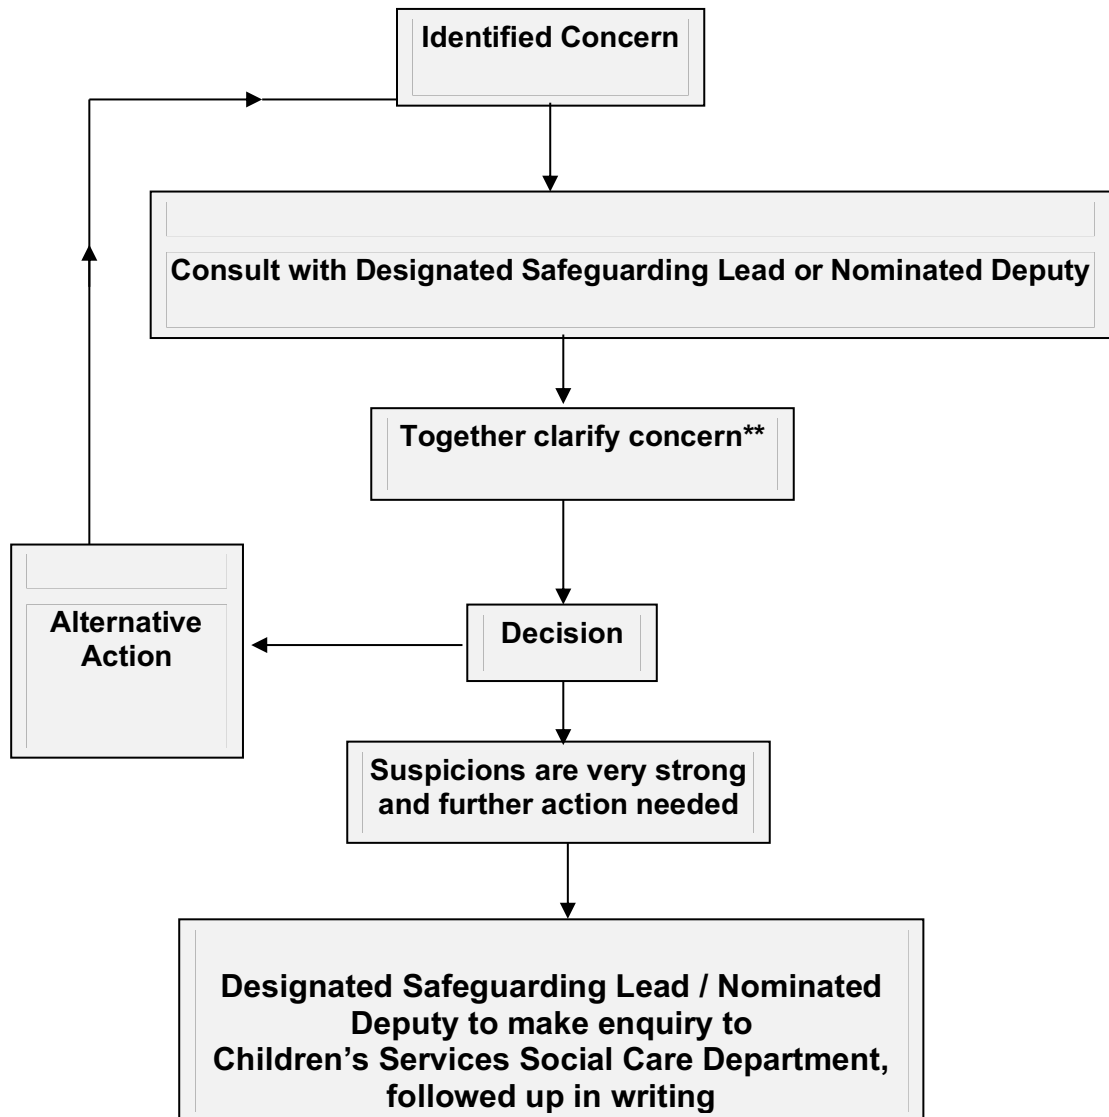 Identified Concern
Consult with Designated Safeguarding Lead or Nominated Deputy
Together clarify concern**
Alternative
Action
Decision
Suspicions are very strong
and further action needed
Designated Safeguarding Lead / Nominated
Deputy to make enquiry to
Children’s Services Social Care Department,
followed up in writing